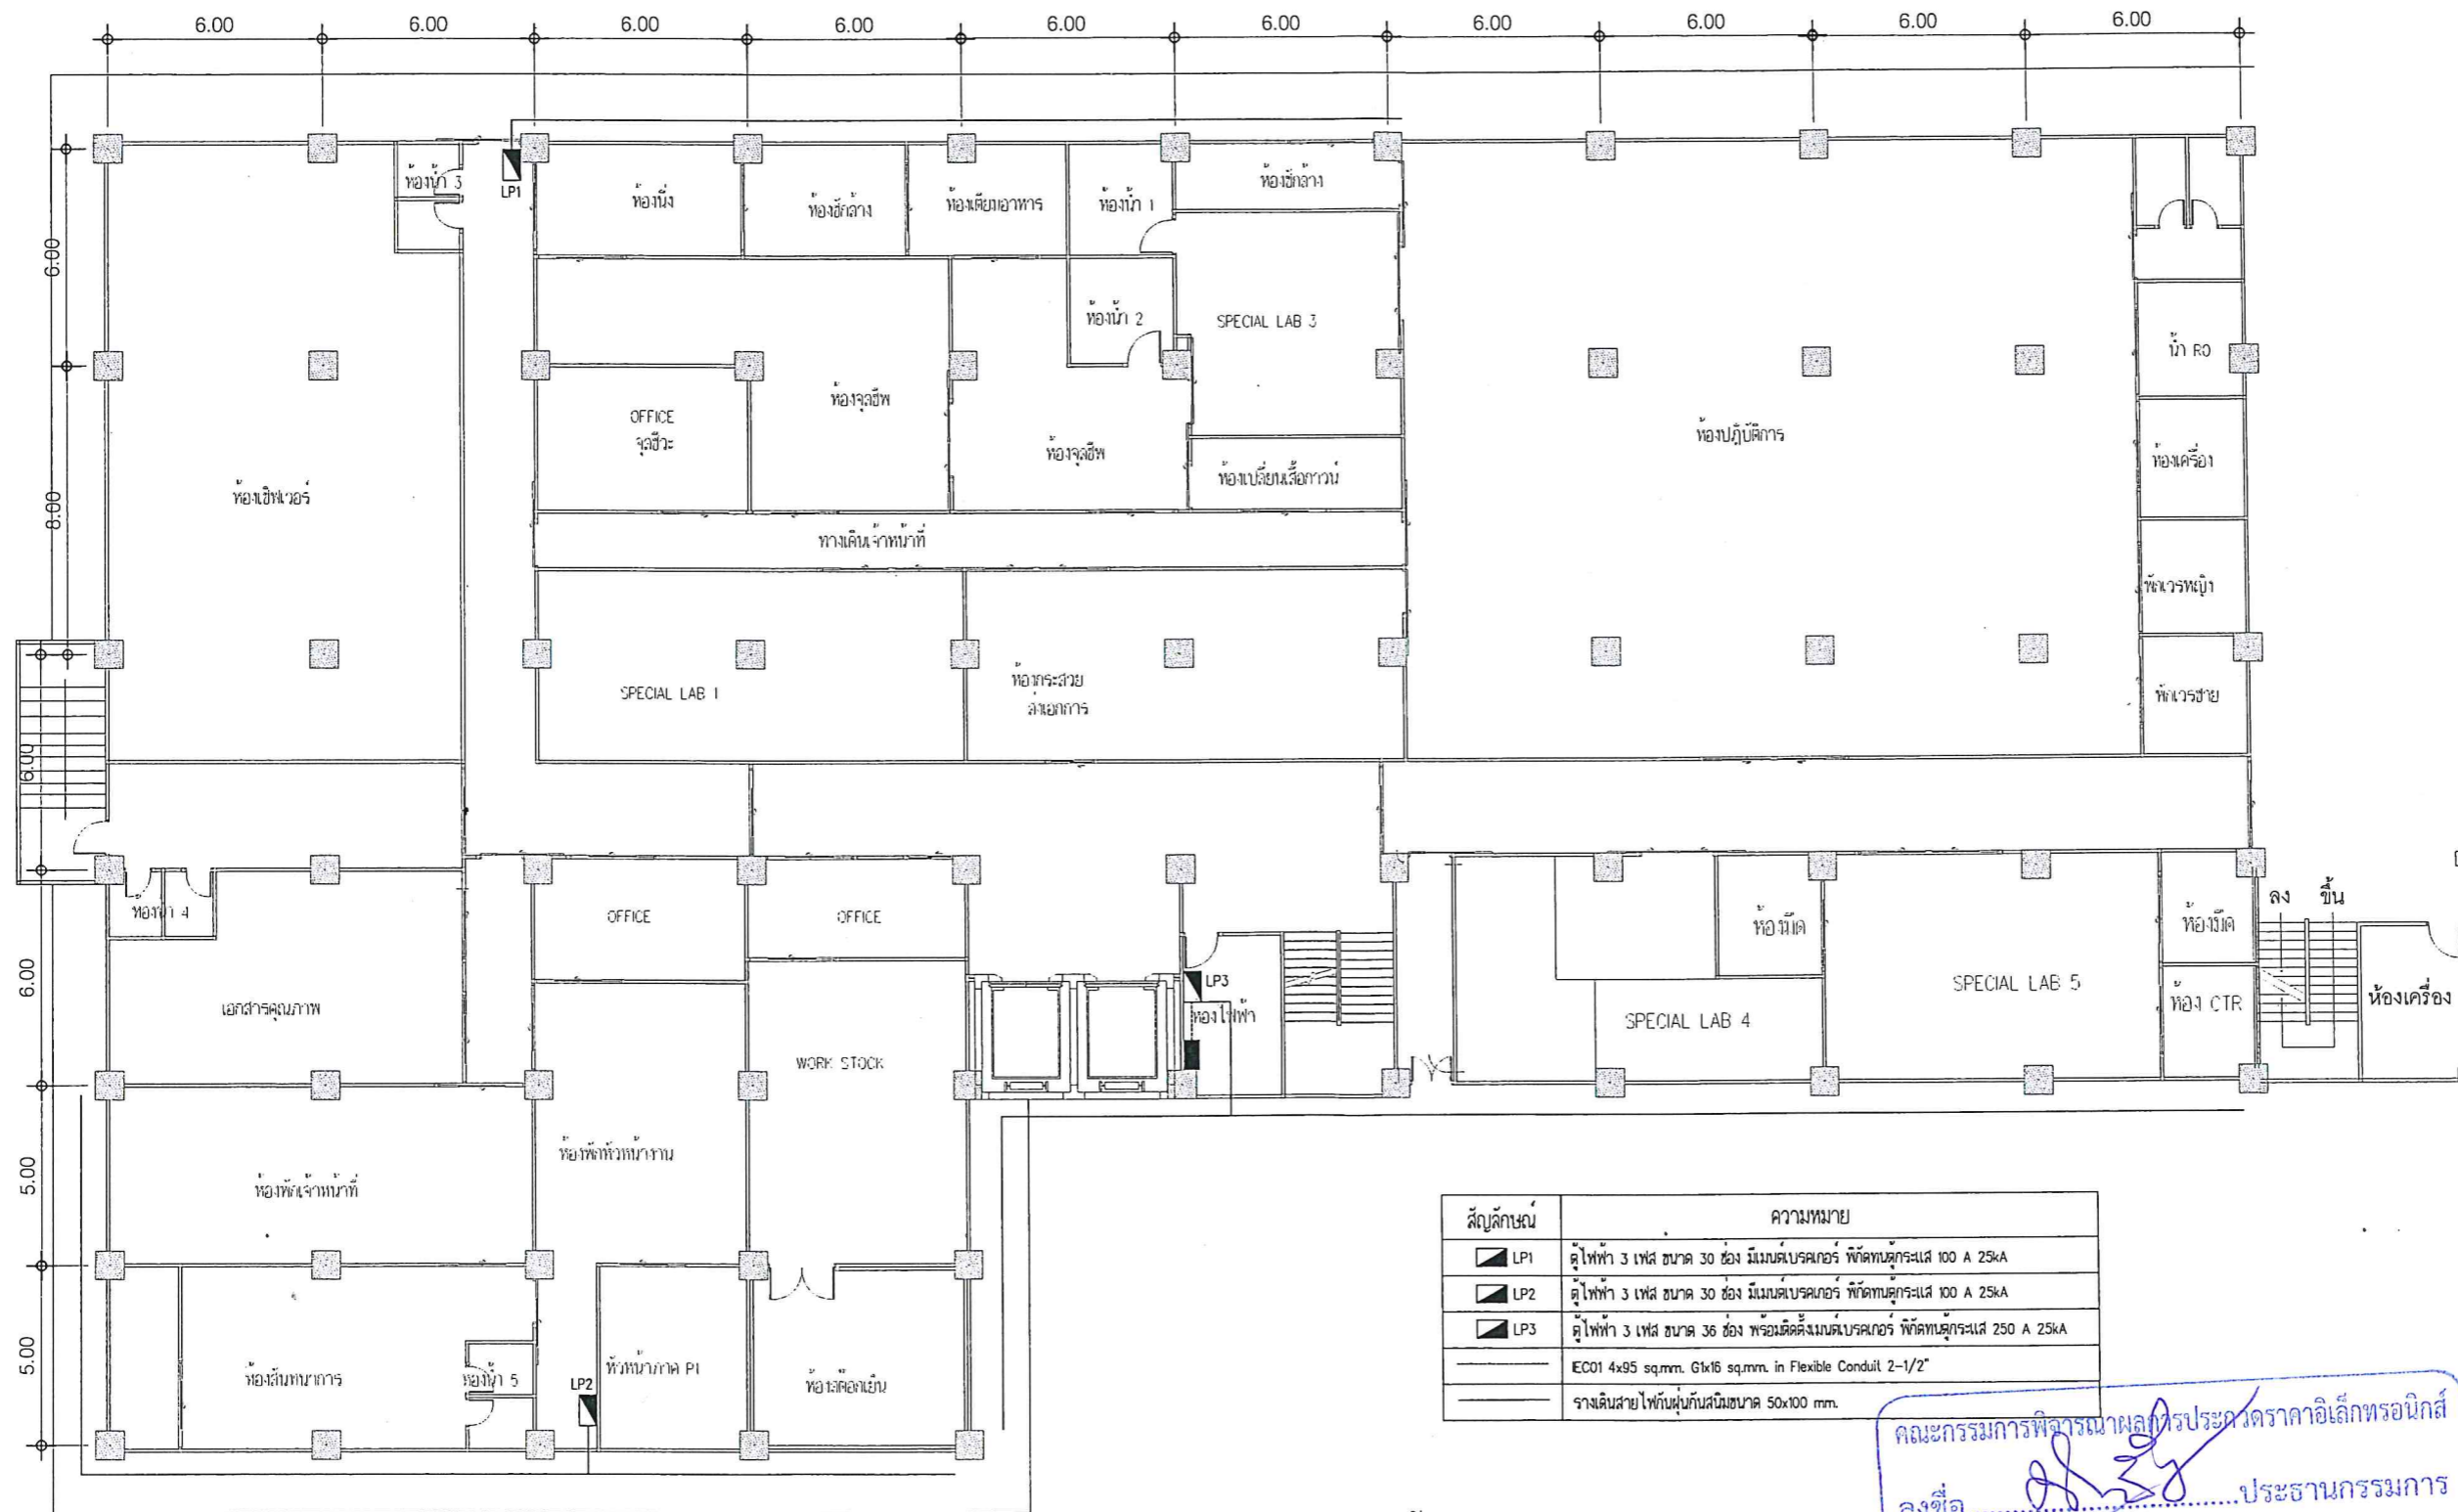 6.00 6.00 6.00 6.00 6.00 6.00 6.00 6.00 6.00 6.00
ห้องน้ำ 3
LP1
ห้องนึ่ง
ห้องซักล้าง
ห้องเตียมอาหาร
ห้องน้ำ 1
ห้องซักล้าง
6.00
ห้องน้ำ 2
SPECIAL LAB 3
น้ำ RO
OFFICE
จุลชีวะ
ห้องจุลชีพ
ห้องจุลชีพ
ห้องปฎิบัติการ
ห้องเครื่อง
ห้องเปลี่ยนเสื้อกาวน์
8.00
ห้องเซิฟเวอร์
ทางเดินเจ้าหน้าที่
พักเวรหญิง
SPECIAL LAB 1
ห้องกระสวย
ส่งเอกการ
พักเวรชาย
6.00
ห้องน้ำ 4
OFFICE
OFFICE
ห้องมืด
ห้องมืด
ลง ขึ้น
6.00
เอกสารคุณภาพ
LP3
ห้องไฟฟ้า
SPECIAL LAB 4
SPECIAL LAB 5
ห้อง CTR
ห้องเครื่อง
WORK STOCK
5.00
ห้องพักเจ้าหน้าที่
ห้องพักหัวหน้างาน
5.00
ห้องสันทนาการ
ห้องน้ำ 5
LP2
หัวหน้าภาค P1
ห้องสต๊อกเย็น
สัญลักษณ์ ความหมาย
LP1 ตู้ไฟฟ้า 3 เฟส ขนาด 30 ช่อง มีเมนต์เบรคเกอร์ พิกัดทนต์กระแส 100 A 25kA
LP2 ตู้ไฟฟ้า 3 เฟส ขนาด 30 ช่อง มีเมนต์เบรคเกอร์ พิกัดทนต์กระแส 100 A 25kA
LP3 ตู้ไฟฟ้า 3 เฟส ขนาด 36 ช่อง พร้อมติดตั้งเมนต์เบรคเกอร์ พิกัดทนต์กระแส 250 A 25kA
IEC01 4x95 sq.mm. G1x16 sq.mm. in Flexible Conduit 2-1/2"
รางเดินสายไฟกันฝุ่นกันสนิมขนาด 50x100 mm.
คณะกรรมการพิจารณาผลการประกวดราคาอิเล็กทรอนิกส์
ลงชื่อ....................ประธานกรรมการ